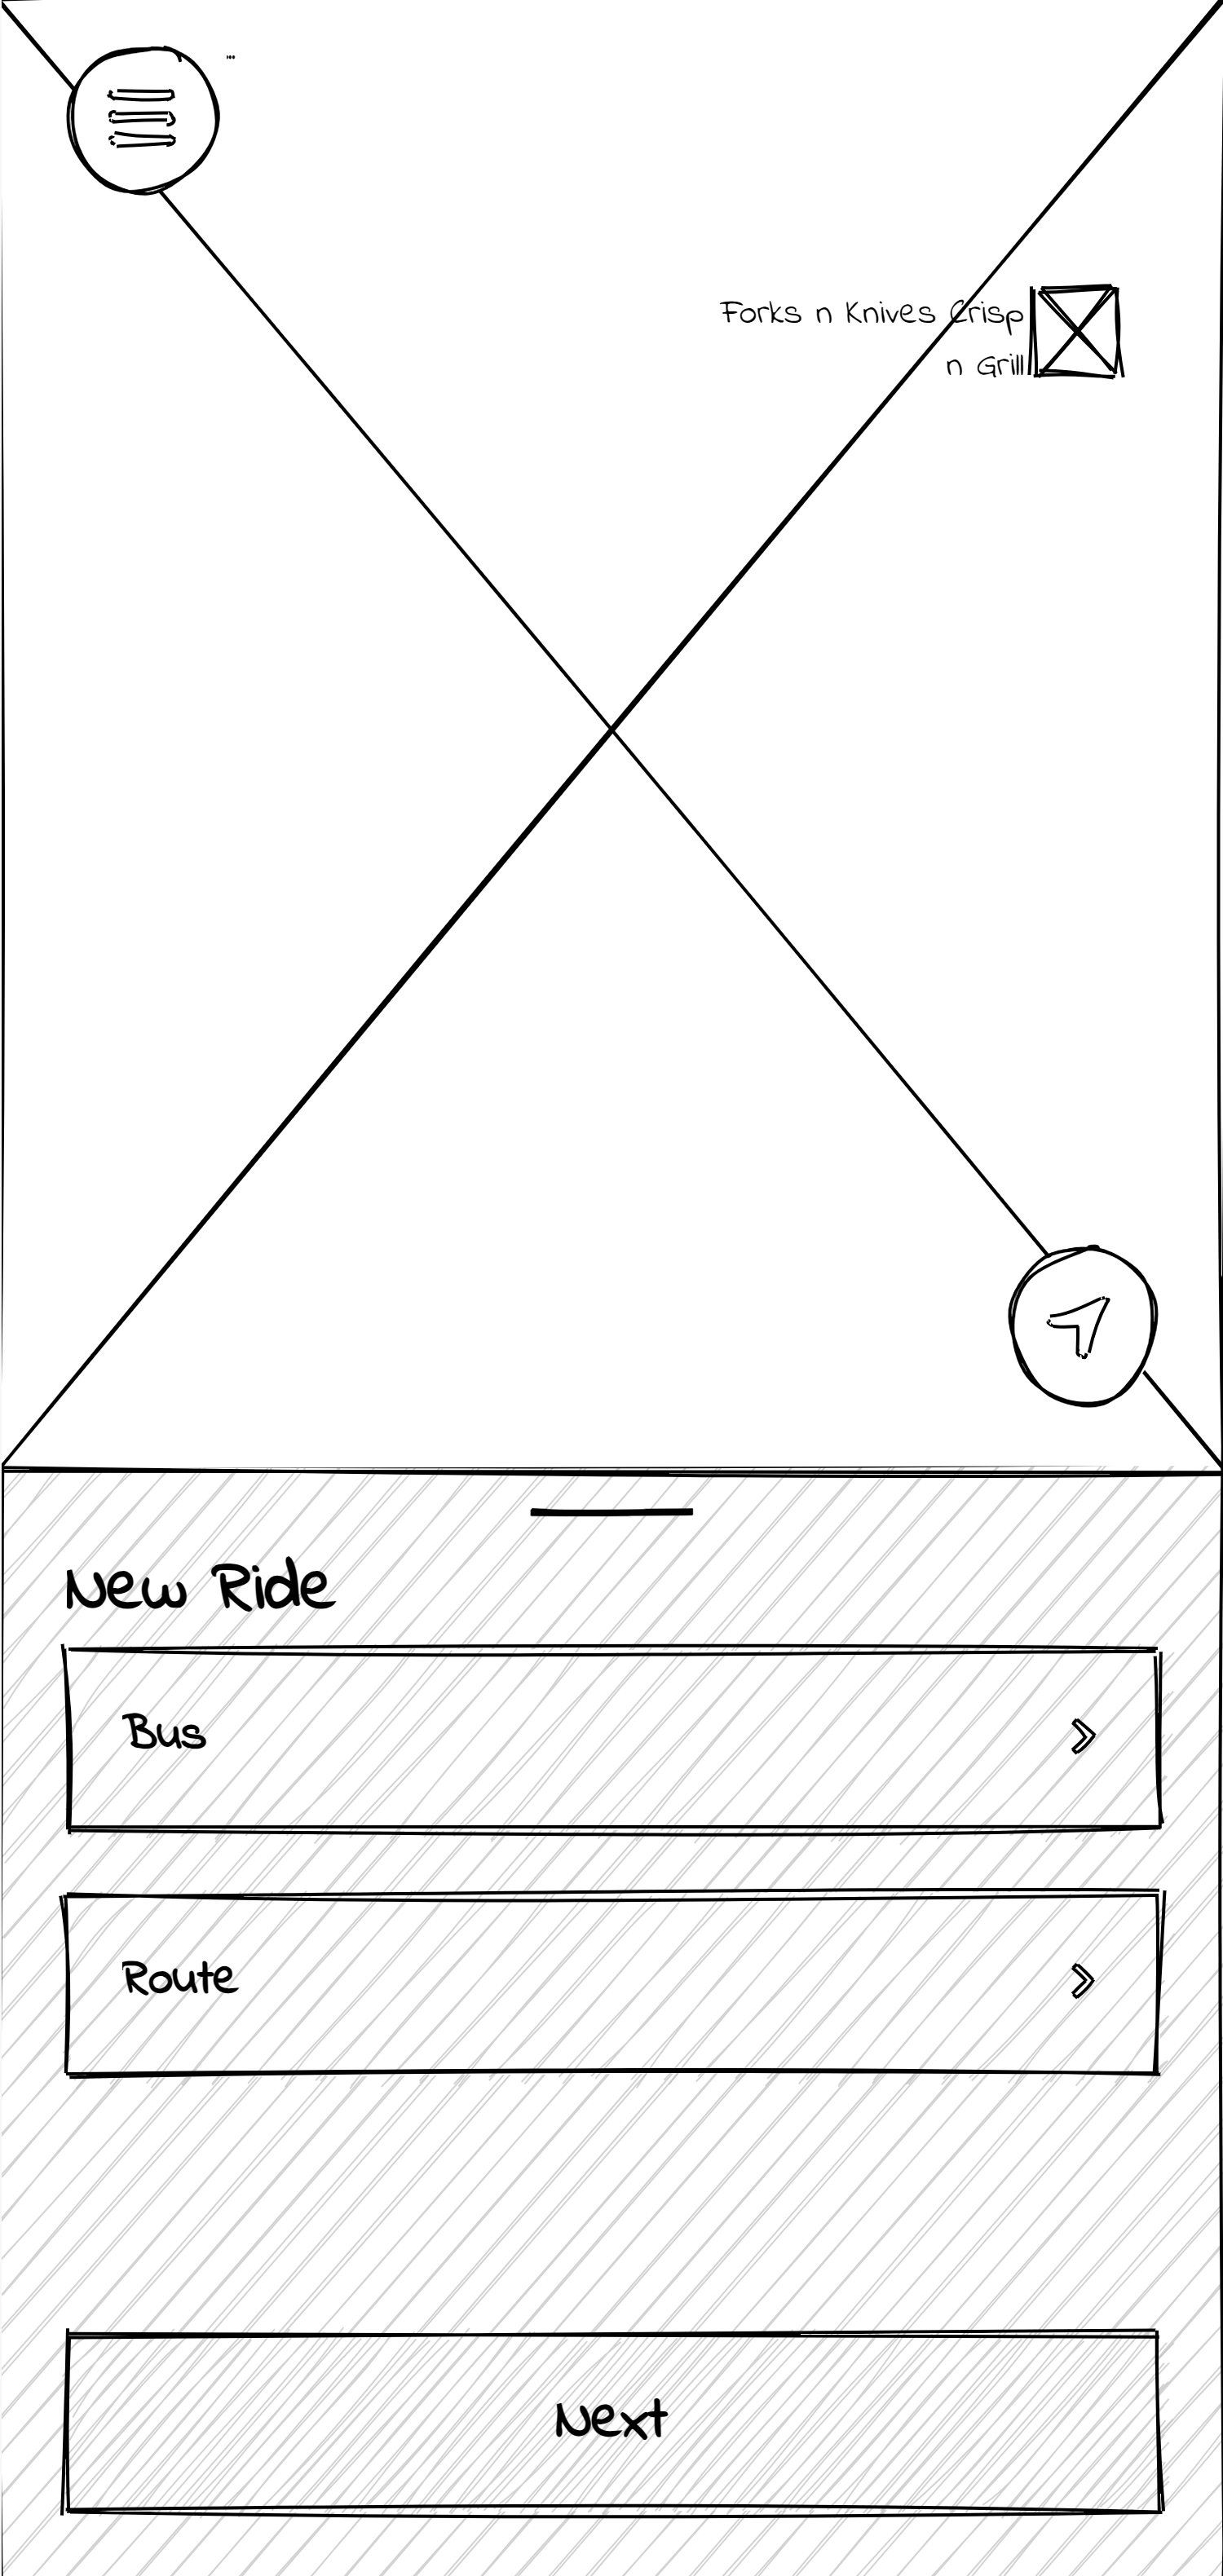 ...
Forks n Knives Crisp
n Grill
New Ride
Bus
Route
Next